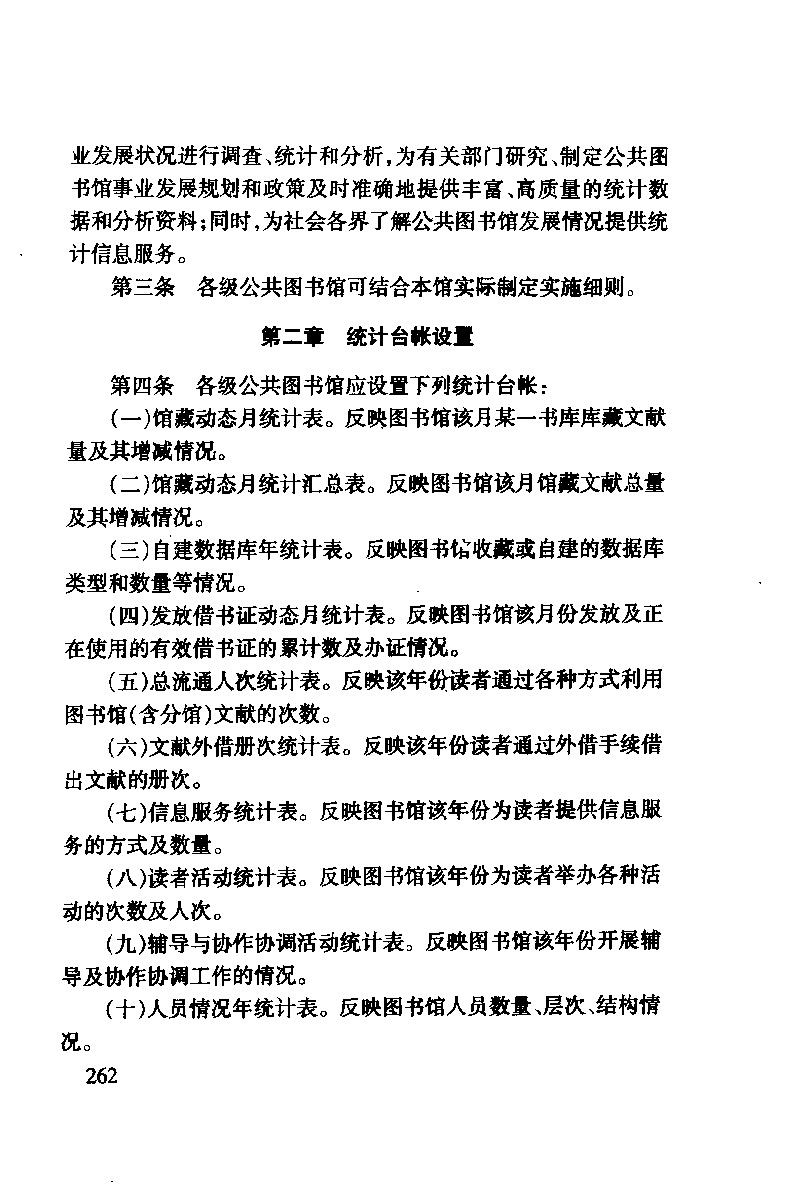 业发展状况进行调查、统计和分析,为有关部门研究、制定公共图
书馆事业发展规划和政策及时准确地提供丰富、高质量的统计数
据和分析资料;同时,为社会各界了解公共图书馆发展情况提供统
计信息服务。
第三条　各级公共图书馆可结合本馆实际制定实施细则。
第二章　统计台帐设置
第四条　各级公共图书馆应设置下列统计台帐:
(一)馆藏动态月统计表。反映图书馆该月某一书库库藏文献
量及其增减情况。
(二)馆藏动态月统计汇总表。反映图书馆该月馆藏文献总量
及其增减情况。
(三)自建数据库年统计表。反映图书馆收藏或自建的数据库
类型和数量等情况。
(四)发放借书证动态月统计表。反映图书馆该月份发放及正
在使用的有效借书证的累计数及办证情况。
(五)总流通人次统计表。反映该年份读者通过各种方式利用
图书馆(含分馆)文献的次数。
(六)文献外借册次统计表。反映该年份读者通过外借手续借
出文献的册次。
(七)信息服务统计表。反映图书馆该年份为读者提供信息服
务的方式及数量。
(八)读者活动统计表。反映图书馆该年份为读者举办各种活
动的次数及人次。
(九)辅导与协作协调活动统计表。反映图书馆该年份开展辅
导及协作协调工作的情况。
(十)人员情况年统计表。反映图书馆人员数量、层次、结构情
况。
262